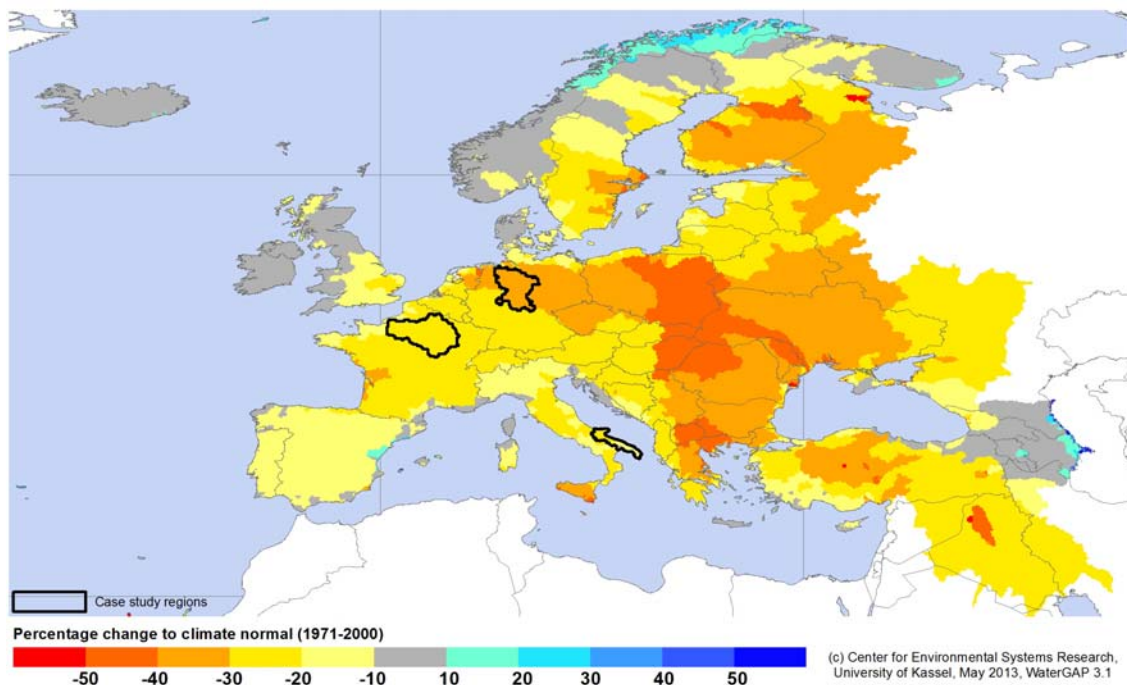 Case study regions
Percentage change to climate normal (1971-2000)
-50 -40 -30 -20 -10 10 20 30 40 50
(c) Center for Environmental Systems Research,
University of Kassel, May 2013, WaterGAP 3.1